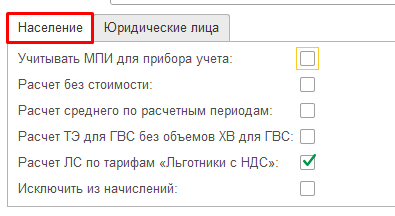 Население Юридические лица
Учитывать МПИ для прибора учета:
Расчет без стоимости:
Расчет среднего по расчетным периодам:
Расчет ТЭ для ГВС без объемов ХВ для ГВС:
Расчет ЛС по тарифам «Льготники с НДС»:
Исключить из начислений: